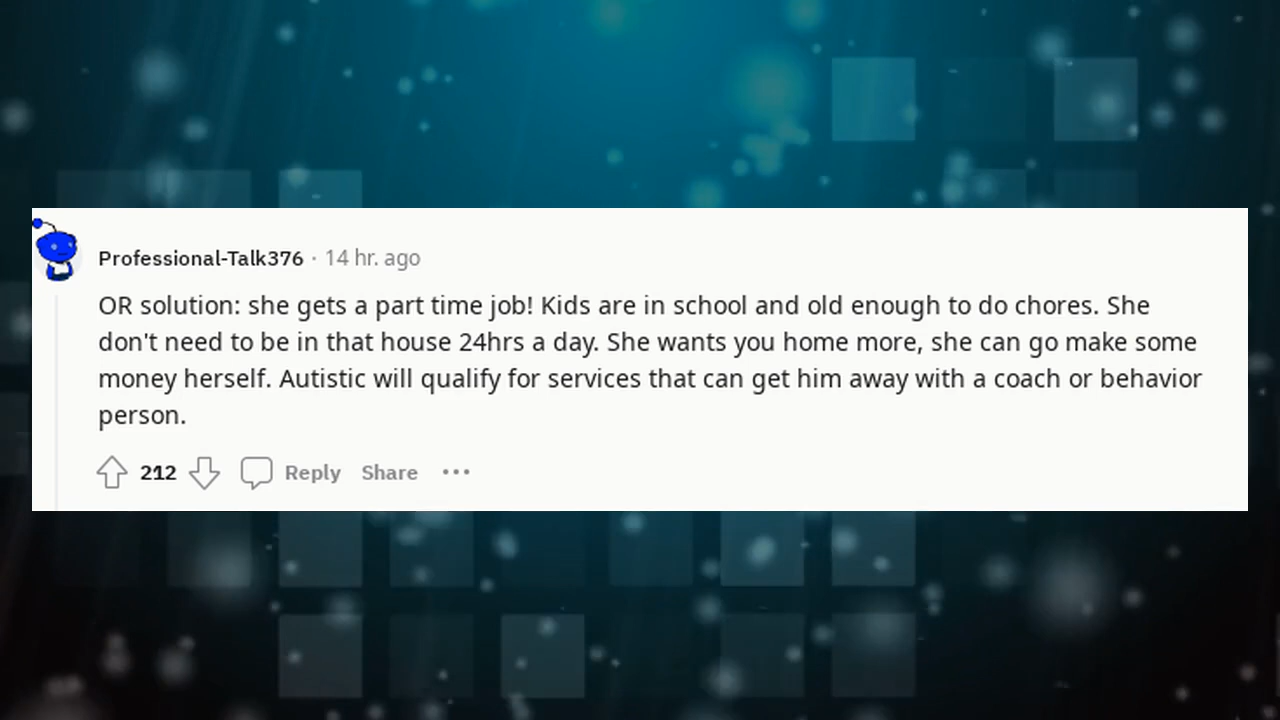 Professional-Talk376 · 14 hr. ago
OR solution: she gets a part time job! Kids are in school and old enough to do chores. She
don't need to be in that house 24hrs a day. She wants you home more, she can go make some
money herself. Autistic will qualify for services that can get him away with a coach or behavior
person.
212 Reply Share ···